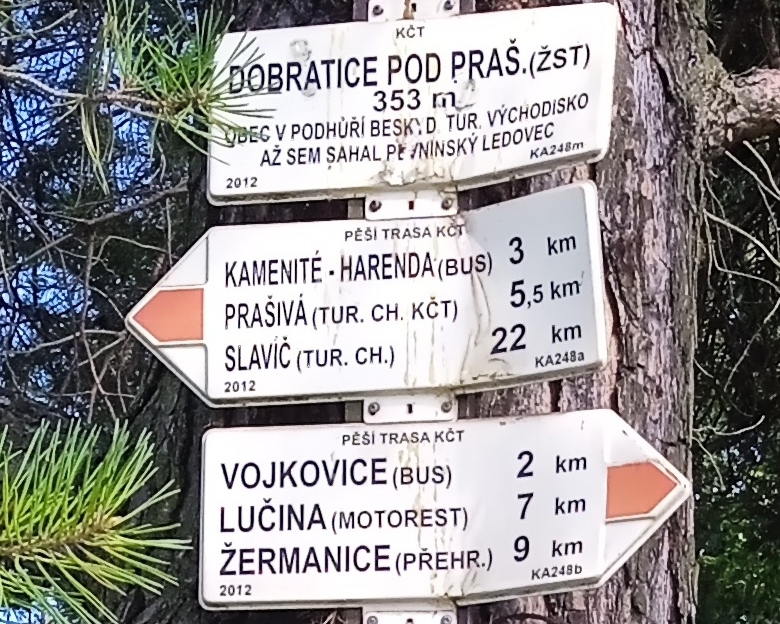 KČT
DOBRATICE POD PRAŠ.(ŽST)
353 m
OBEC V PODHŮŘÍ BESKYD, TUR. VÝCHODISKO
AŽ SEM SAHAL PEVNINSKÝ LEDOVEC
2012 KA248m
PĚŠÍ TRASA KČT
KAMENITÉ - HARENDA (BUS) 3 km
PRAŠIVÁ (TUR. CH. KČT) 5,5 km
SLAVÍČ (TUR. CH.) 22 km
2012 KA248a
PĚŠÍ TRASA KČT
VOJKOVICE (BUS) 2 km
LUČINA (MOTOREST) 7 km
ŽERMANICE (PŘEHR.) 9 km
2012 KA248b